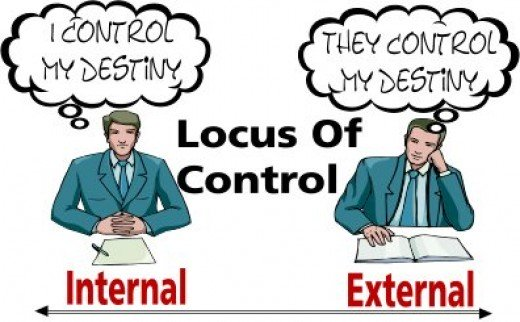 I CONTROL
MY DESTINY
THEY CONTROL
MY DESTINY
Locus Of
Control
Internal
External